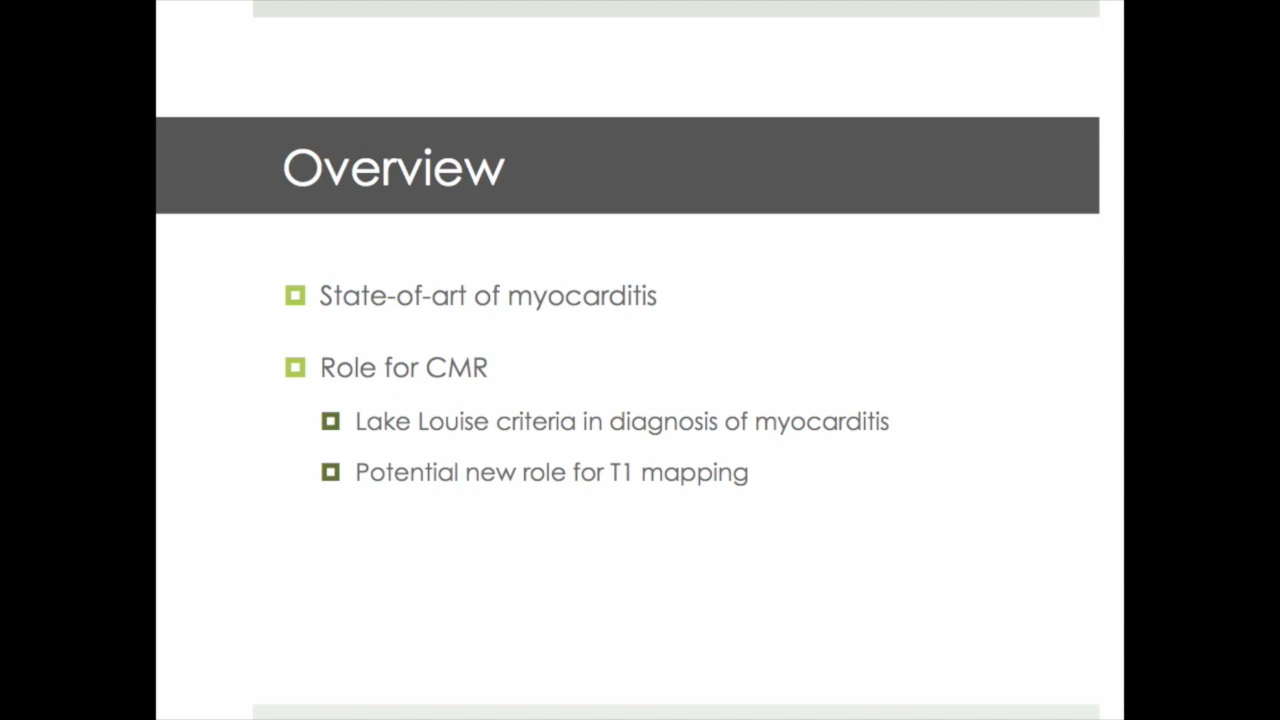 Overview
State-of-art of myocarditis
Role for CMR
Lake Louise criteria in diagnosis of myocarditis
Potential new role for T1 mapping